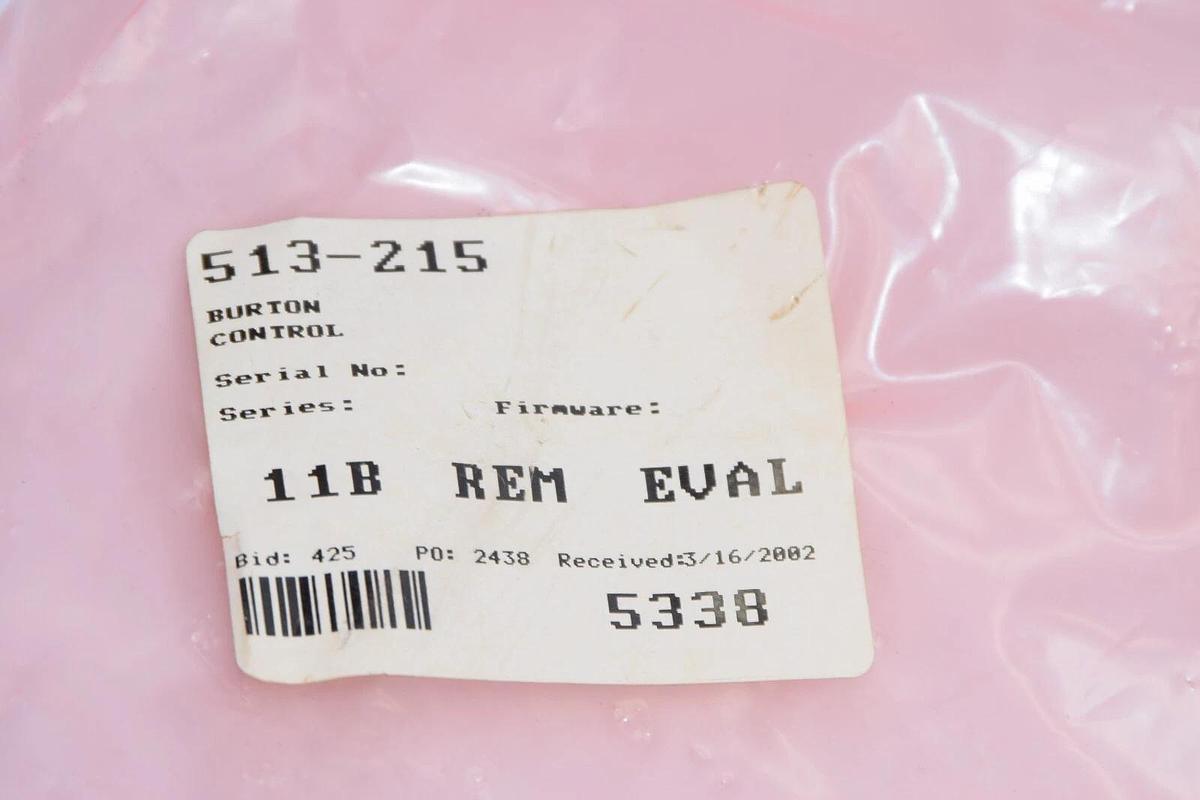 513-215
BURTON
CONTROL
Serial No:
Series: Firmware:
11B REM EVAL
Bid: 425 PO: 2438 Received:3/16/2002
5338